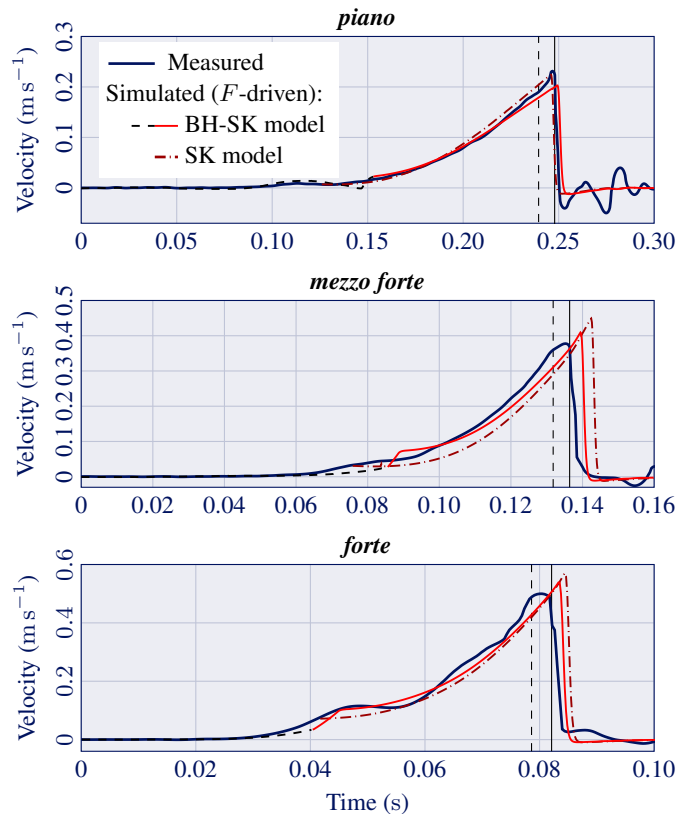 piano
Velocity (m s⁻¹)
0.3
0.2
0.1
0
Measured
Simulated (F-driven):
BH-SK model
SK model
0 0.05 0.10 0.15 0.20 0.25 0.30
mezzo forte
Velocity (m s⁻¹)
0.5
0.4
0.3
0.2
0.1
0
0 0.02 0.04 0.06 0.08 0.10 0.12 0.14 0.16
forte
Velocity (m s⁻¹)
0.6
0.4
0.2
0
0 0.02 0.04 0.06 0.08 0.10
Time (s)